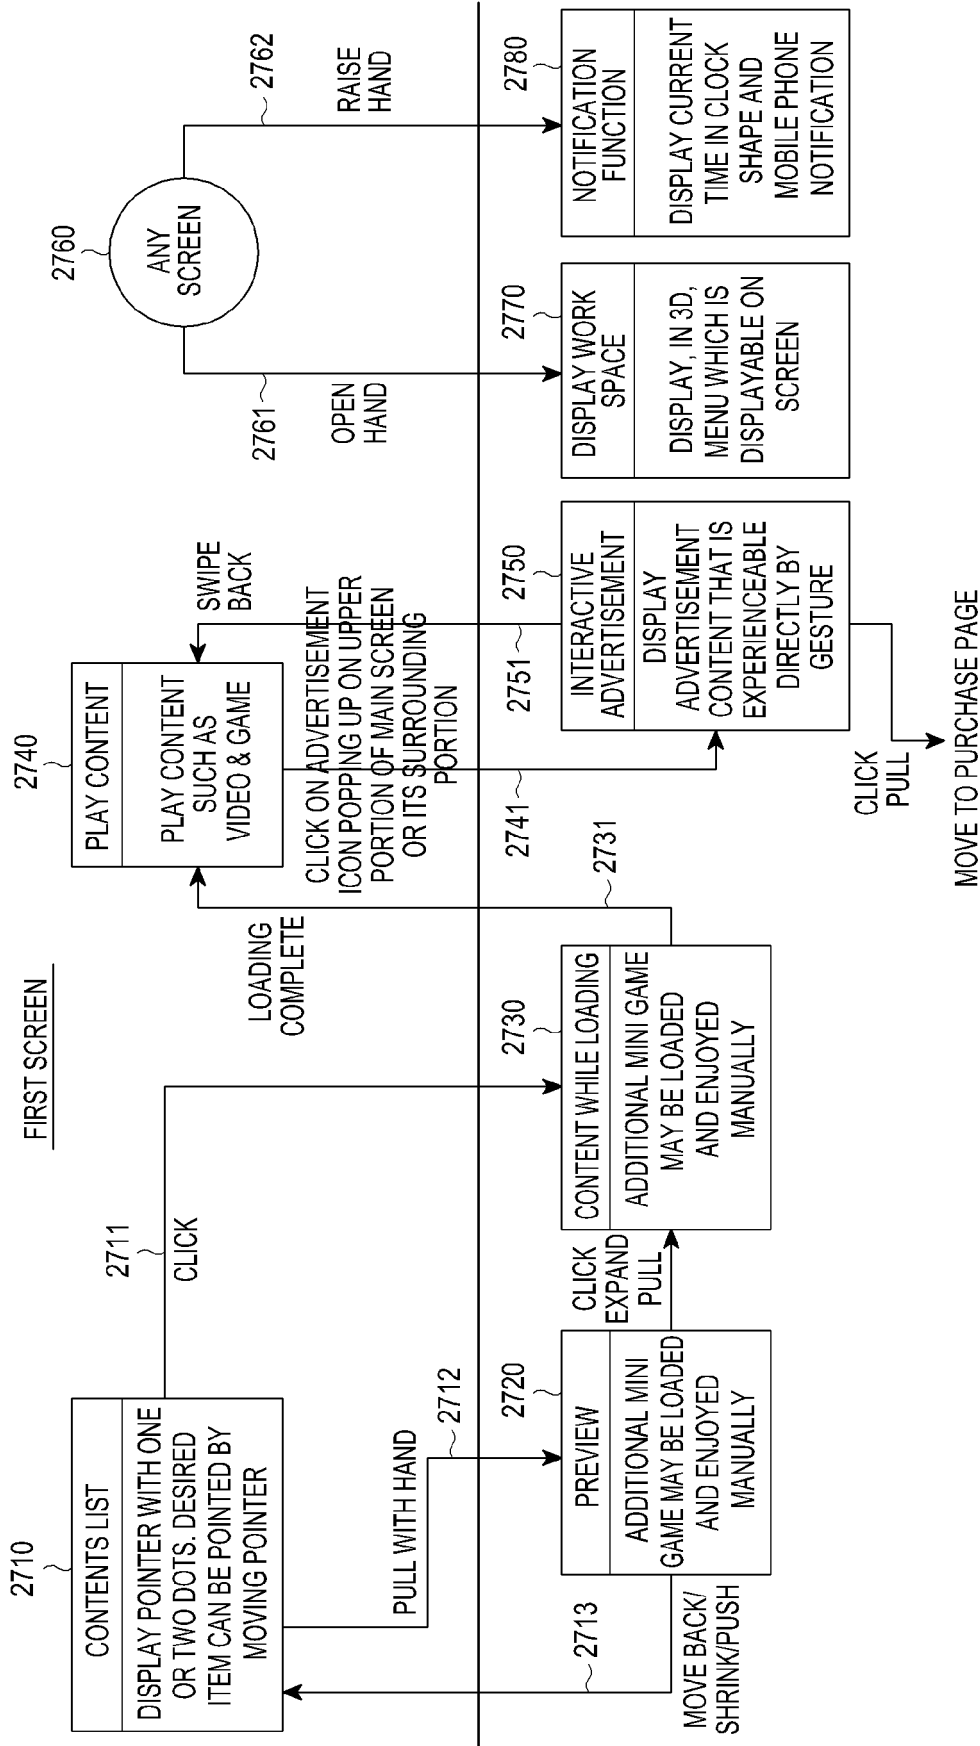 FIRST SCREEN
2710
CONTENTS LIST
DISPLAY POINTER WITH ONE
OR TWO DOTS. DESIRED
ITEM CAN BE POINTED BY
MOVING POINTER
2711
CLICK
PULL WITH HAND
2712
2713
MOVE BACK/
SHRINK/PUSH
2720
PREVIEW
ADDITIONAL MINI
GAME MAY BE LOADED
AND ENJOYED
MANUALLY
CLICK
EXPAND
PULL
2730
CONTENT WHILE LOADING
ADDITIONAL MINI GAME
MAY BE LOADED
AND ENJOYED
MANUALLY
LOADING
COMPLETE
2731
2740
PLAY CONTENT
PLAY CONTENT
SUCH AS
VIDEO & GAME
CLICK ON ADVERTISEMENT
ICON POPPING UP ON UPPER
PORTION OF MAIN SCREEN
OR ITS SURROUNDING
PORTION
2741
SWIPE
BACK
2751
2750
INTERACTIVE
ADVERTISEMENT
DISPLAY
ADVERTISEMENT
CONTENT THAT IS
EXPERIENCEABLE
DIRECTLY BY
GESTURE
CLICK
PULL
MOVE TO PURCHASE PAGE
2760
ANY
SCREEN
2761
OPEN
HAND
2762
RAISE
HAND
2770
DISPLAY WORK
SPACE
DISPLAY, IN 3D,
MENU WHICH IS
DISPLAYABLE ON
SCREEN
2780
NOTIFICATION
FUNCTION
DISPLAY CURRENT
TIME IN CLOCK
SHAPE AND
MOBILE PHONE
NOTIFICATION